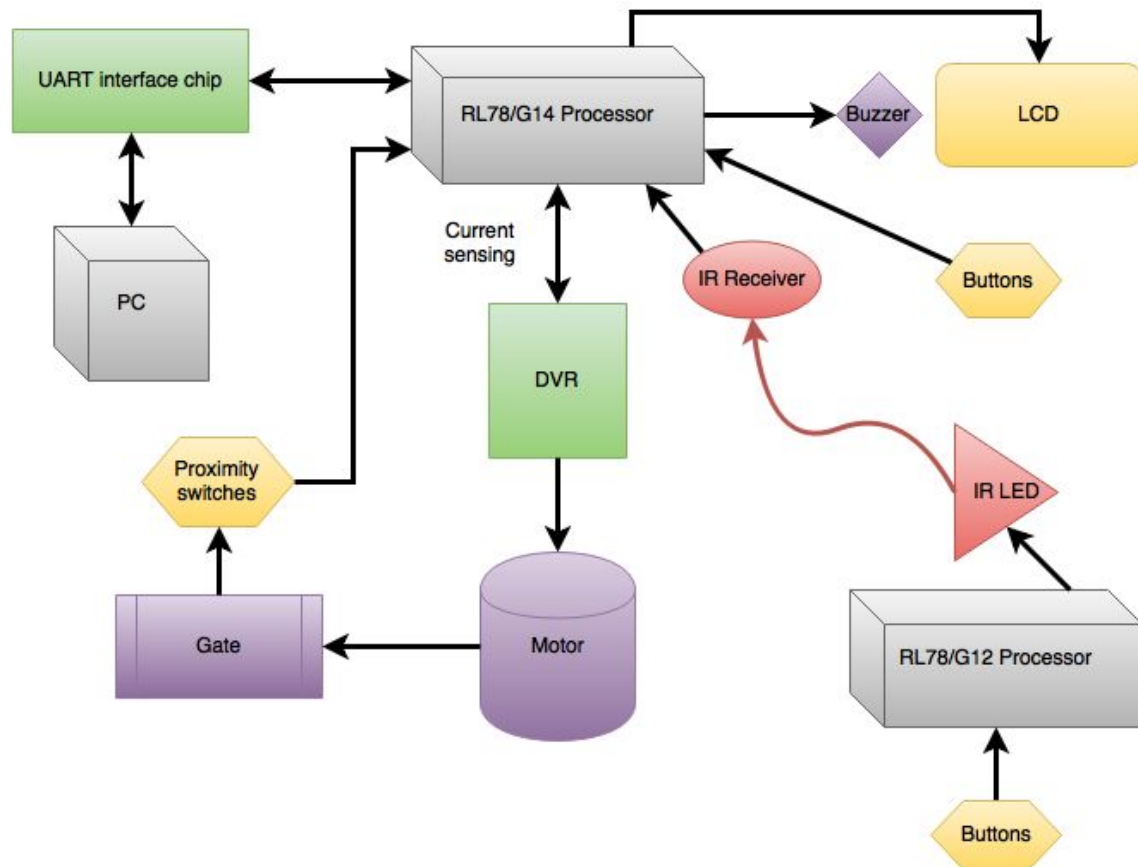 UART interface chip
RL78/G14 Processor
Buzzer
LCD
Current
sensing
IR Receiver
Buttons
PC
DVR
Proximity
switches
IR LED
Gate
Motor
RL78/G12 Processor
Buttons